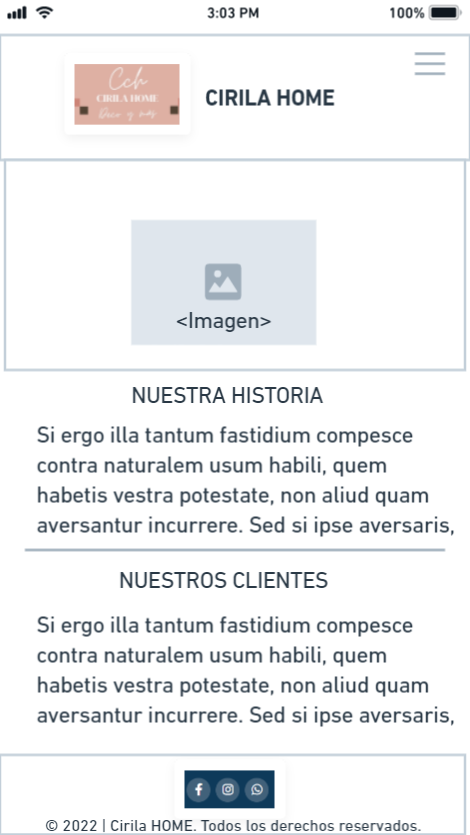 3:03 PM
100%
Cch
CIRILA HOME
Deco y más
CIRILA HOME
<Imagen>
NUESTRA HISTORIA
Si ergo illa tantum fastidium compesce
contra naturalem usum habili, quem
habetis vestra potestate, non aliud quam
aversantur incurrere. Sed si ipse aversaris,
NUESTROS CLIENTES
Si ergo illa tantum fastidium compesce
contra naturalem usum habili, quem
habetis vestra potestate, non aliud quam
aversantur incurrere. Sed si ipse aversaris,
© 2022 | Cirila HOME. Todos los derechos reservados.